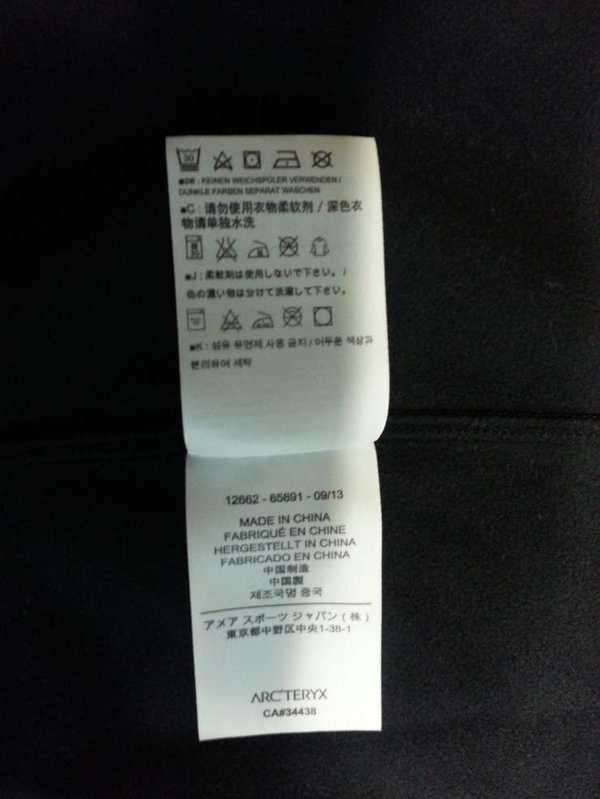 30
■DE: KEINEN WEICHSPÜLER VERWENDEN /
DUNKLE FARBEN SEPARAT WASCHEN
■C: 请勿使用衣物柔软剂 / 深色衣
物请单独水洗
■J: 柔軟剤は使用しないで下さい。/
色の濃い物は分けて洗濯して下さい。
■K: 섬유 유연제 사용 금지 / 어두운 색상과
분리하여 세탁
12662 - 65691 - 09/13
MADE IN CHINA
FABRIQUÉ EN CHINE
HERGESTELLT IN CHINA
FABRICADO EN CHINA
中国制造
中国製
제조국명 중국
アメア スポーツ ジャパン ( 株 )
東京都中野区中央1-38-1
ARC'TERYX
CA#34438